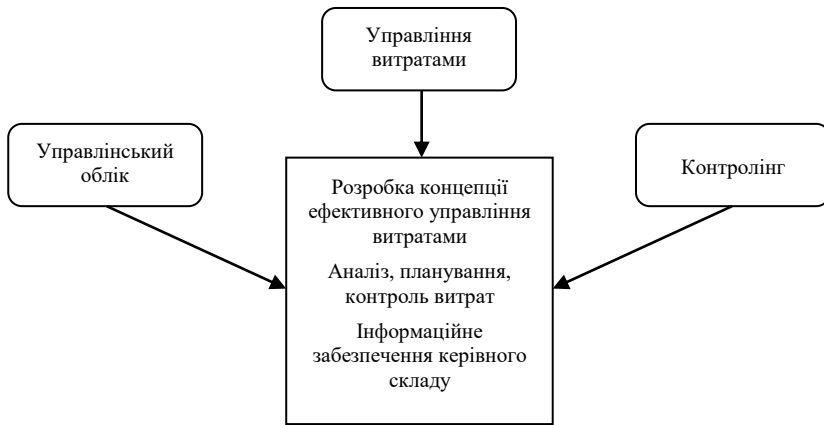 Управління
витратами
Управлінський
облік
Контролінг
Розробка концепції
ефективного управління
витратами
Аналіз, планування,
контроль витрат
Інформаційне
забезпечення керівного
складу